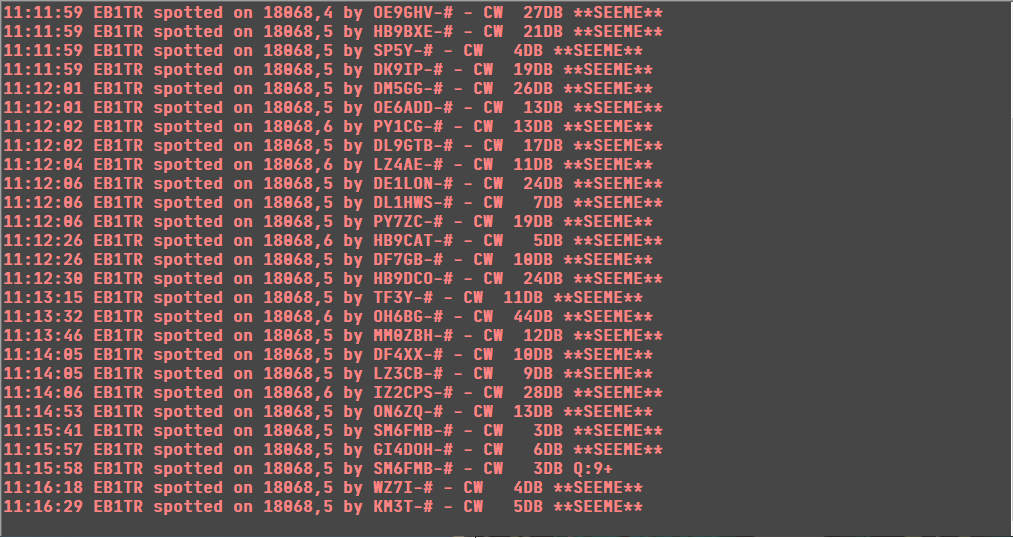 11:11:59 EB1TR spotted on 18068,4 by OE9GHV-# - CW  27DB **SEEME**
11:11:59 EB1TR spotted on 18068,5 by HB9BXE-# - CW  21DB **SEEME**
11:11:59 EB1TR spotted on 18068,5 by SP5Y-# - CW   4DB **SEEME**
11:11:59 EB1TR spotted on 18068,5 by DK9IP-# - CW  19DB **SEEME**
11:12:01 EB1TR spotted on 18068,5 by DM5GG-# - CW  26DB **SEEME**
11:12:01 EB1TR spotted on 18068,5 by OE6ADD-# - CW  13DB **SEEME**
11:12:02 EB1TR spotted on 18068,6 by PY1CG-# - CW  13DB **SEEME**
11:12:02 EB1TR spotted on 18068,5 by DL9GTB-# - CW  17DB **SEEME**
11:12:04 EB1TR spotted on 18068,6 by LZ4AE-# - CW  11DB **SEEME**
11:12:06 EB1TR spotted on 18068,5 by DE1LON-# - CW  24DB **SEEME**
11:12:06 EB1TR spotted on 18068,5 by DL1HWS-# - CW   7DB **SEEME**
11:12:06 EB1TR spotted on 18068,5 by PY7ZC-# - CW  19DB **SEEME**
11:12:26 EB1TR spotted on 18068,6 by HB9CAT-# - CW   5DB **SEEME**
11:12:26 EB1TR spotted on 18068,5 by DF7GB-# - CW  10DB **SEEME**
11:12:30 EB1TR spotted on 18068,5 by HB9DCO-# - CW  24DB **SEEME**
11:13:15 EB1TR spotted on 18068,5 by TF3Y-# - CW  11DB **SEEME**
11:13:32 EB1TR spotted on 18068,6 by OH6BG-# - CW  44DB **SEEME**
11:13:46 EB1TR spotted on 18068,5 by MM0ZBH-# - CW  12DB **SEEME**
11:14:05 EB1TR spotted on 18068,5 by DF4XX-# - CW  10DB **SEEME**
11:14:05 EB1TR spotted on 18068,5 by LZ3CB-# - CW   9DB **SEEME**
11:14:06 EB1TR spotted on 18068,6 by IZ2CPS-# - CW  28DB **SEEME**
11:14:53 EB1TR spotted on 18068,5 by ON6ZQ-# - CW  13DB **SEEME**
11:15:41 EB1TR spotted on 18068,5 by SM6FMB-# - CW   3DB **SEEME**
11:15:57 EB1TR spotted on 18068,5 by GI4DOH-# - CW   6DB **SEEME**
11:15:58 EB1TR spotted on 18068,5 by SM6FMB-# - CW   3DB Q:9+
11:16:18 EB1TR spotted on 18068,5 by WZ7I-# - CW   4DB **SEEME**
11:16:29 EB1TR spotted on 18068,5 by KM3T-# - CW   5DB **SEEME**